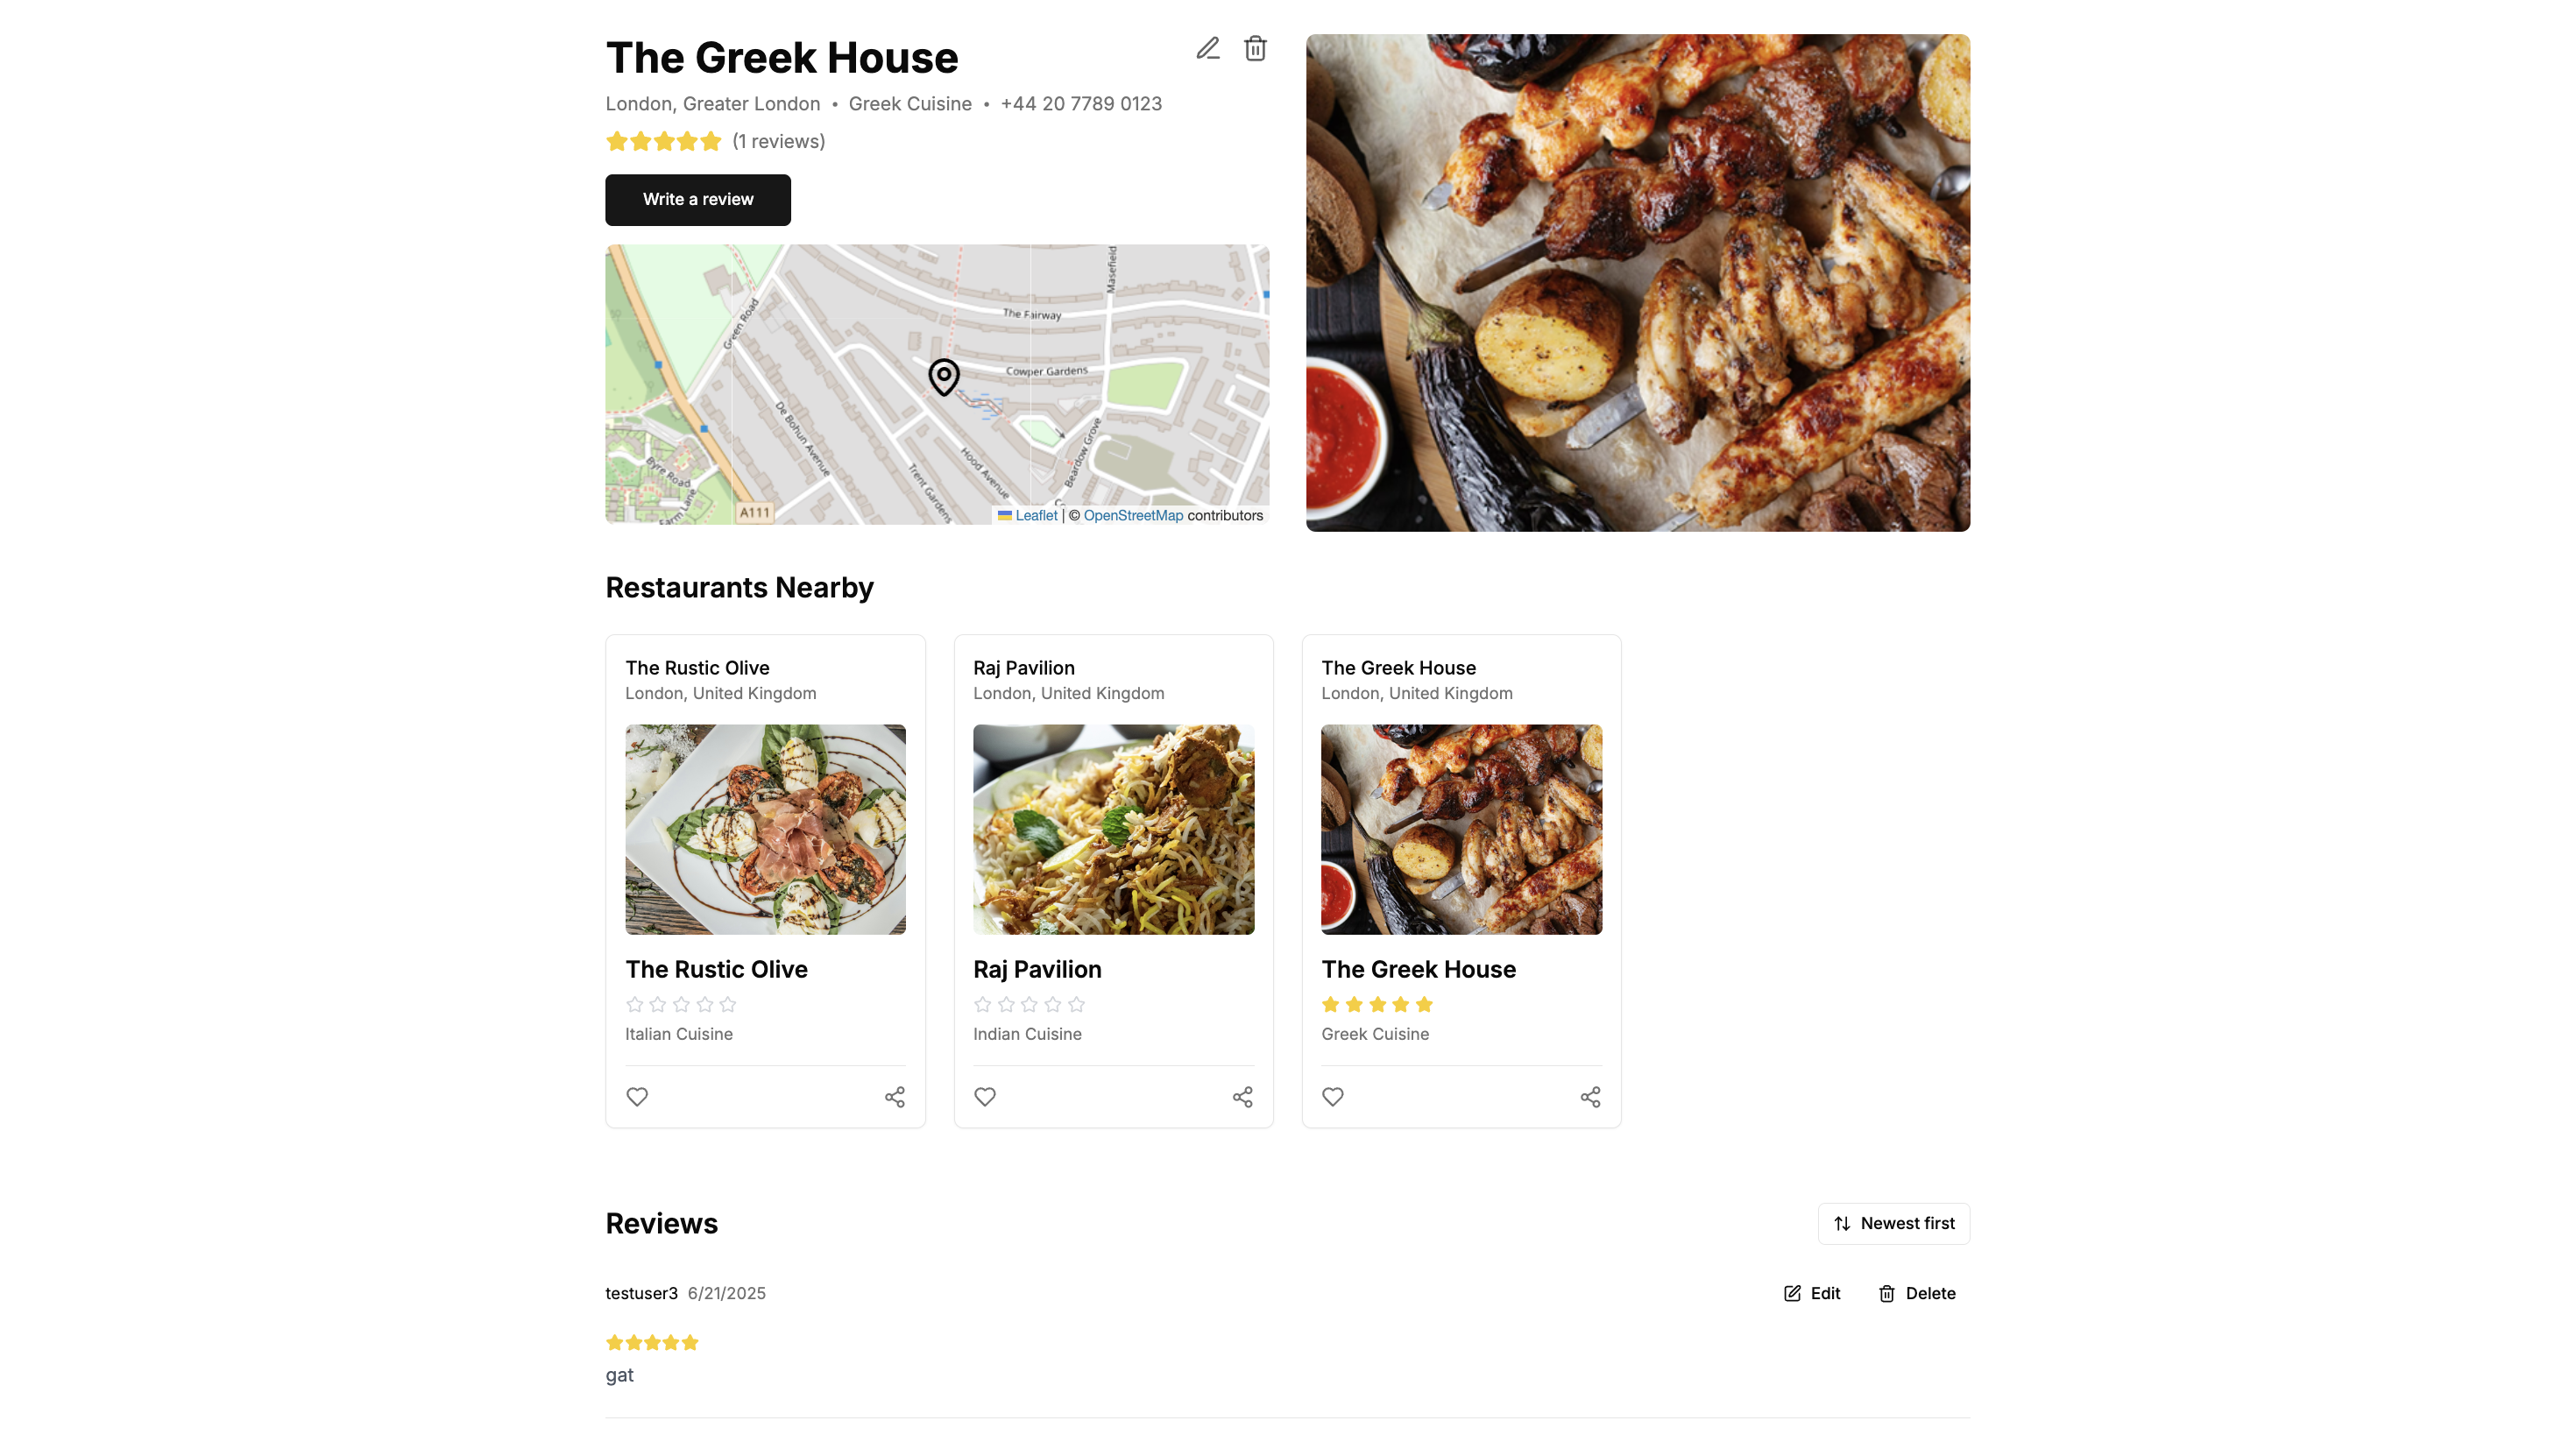 The Greek House
London, Greater London • Greek Cuisine • +44 20 7789 0123
(1 reviews)
Write a review
Green Road
Masefield
The Fairway
Cowper Gardens
De Bohun Avenue
Trent Gardens
Hood Avenue
Beardow Grove
Byre Road
Farm Lane
A111
Leaflet | © OpenStreetMap contributors
Restaurants Nearby
The Rustic Olive
London, United Kingdom
The Rustic Olive
Italian Cuisine
Raj Pavilion
London, United Kingdom
Raj Pavilion
Indian Cuisine
The Greek House
London, United Kingdom
The Greek House
Greek Cuisine
Reviews
Newest first
testuser3 6/21/2025
Edit
Delete
gat